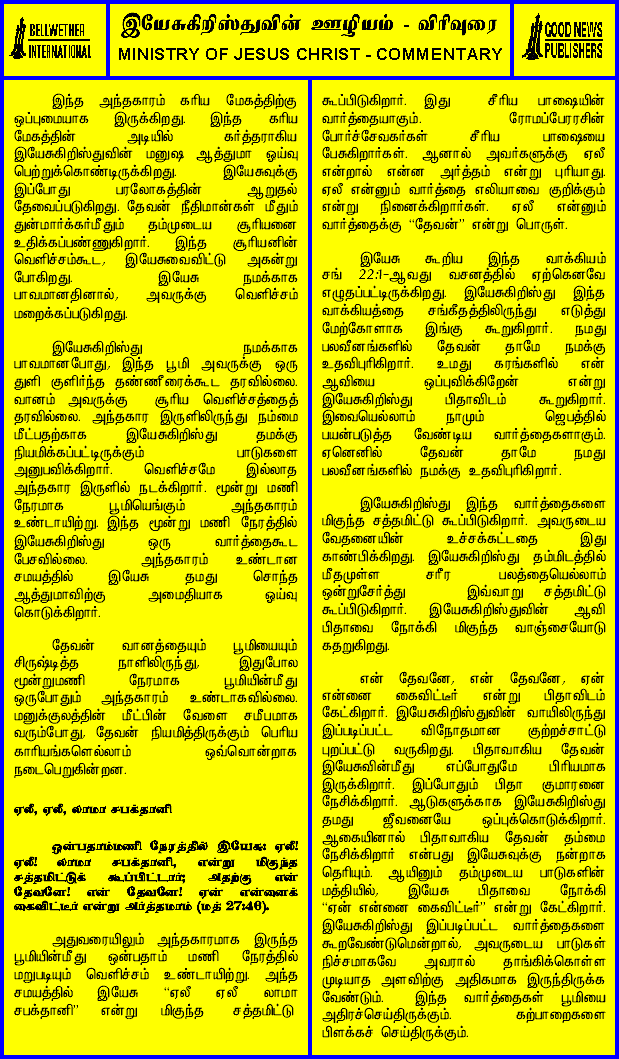 BELLWETHER
INTERNATIONAL
இயேசுகிறிஸ்துவின் ஊழியம் - விரிவுரை
MINISTRY OF JESUS CHRIST - COMMENTARY
GOOD NEWS
PUBLISHERS
இந்த அந்தகாரம் கரிய மேகத்திற்கு
ஒப்புமையாக இருக்கிறது. இந்த கரிய
மேகத்தின் அடியில் கர்த்தராகிய
இயேசுகிறிஸ்துவின் மனுஷ ஆத்துமா ஒய்வு
பெற்றுக்கொண்டிருக்கிறது. இயேசுவுக்கு
இப்போது பரலோகத்தின் ஆறுதல்
தேவைப்படுகிறது. தேவன் நீதிமான்கள் மீதும்
துன்மார்க்கர்மீதும் தம்முடைய சூரியனை
உதிக்கப்பண்ணுகிறார். இந்த சூரியனின்
வெளிச்சம்கூட, இயேசுவைவிட்டு அகன்று
போகிறது. இயேசு நமக்காக
பாவமானதினால், அவருக்கு வெளிச்சம்
மறைக்கப்படுகிறது.
இயேசுகிறிஸ்து நமக்காக
பாவமானபோது, இந்த பூமி அவருக்கு ஒரு
துளி குளிர்ந்த தண்ணீரைக்கூட தரவில்லை.
வானம் அவருக்கு சூரிய வெளிச்சத்தைத்
தரவில்லை. அந்தகார இருளிலிருந்து நம்மை
மீட்பதற்காக இயேசுகிறிஸ்து தமக்கு
நியமிக்கப்பட்டிருக்கும் பாடுகளை
அனுபவிக்கிறார். வெளிச்சமே இல்லாத
அந்தகார இருளில் நடக்கிறார். மூன்று மணி
நேரமாக பூமியெங்கும் அந்தகாரம்
உண்டாயிற்று. இந்த மூன்று மணி நேரத்தில்
இயேசுகிறிஸ்து ஒரு வார்த்தைகூட
பேசவில்லை. அந்தகாரம் உண்டான
சமயத்தில் இயேசு தமது சொந்த
ஆத்துமாவிற்கு அமைதியாக ஒய்வு
கொடுக்கிறார்.
தேவன் வானத்தையும் பூமியையும்
சிருஷ்டித்த நாளிலிருந்து, இதுபோல
மூன்றுமணி நேரமாக பூமியின்மீது
ஒருபோதும் அந்தகாரம் உண்டாகவில்லை.
மனுக்குலத்தின் மீட்பின் வேளை சமீபமாக
வரும்போது, தேவன் நியமித்திருக்கும் பெரிய
காரியங்களெல்லாம் ஒவ்வொன்றாக
நடைபெறுகின்றன.
ஏலீ, ஏலீ, லாமா சபக்தானி
ஒன்பதாம்மணி நேரத்தில் இயேசு: ஏலீ!
ஏலீ! லாமா சபக்தானி, என்று மிகுந்த
சத்தமிட்டுக் கூப்பிட்டார்; அதற்கு என்
தேவனே! என் தேவனே! ஏன் என்னைக்
கைவிட்டீர் என்று அர்த்தமாம் (மத் 27:46).
அதுவரையிலும் அந்தகாரமாக இருந்த
பூமியின்மீது ஒன்பதாம் மணி நேரத்தில்
மறுபடியும் வெளிச்சம் உண்டாயிற்று. அந்த
சமயத்தில் இயேசு “ஏலீ ஏலீ லாமா
சபக்தானி” என்று மிகுந்த சத்தமிட்டு
கூப்பிடுகிறார். இது சீரிய பாஷையின்
வார்த்தையாகும். ரோமப்பேரரசின்
போர்ச்சேவகர்கள் சீரிய பாஷையை
பேசுகிறார்கள். ஆனால் அவர்களுக்கு ஏலீ
என்றால் என்ன அர்த்தம் என்று புரியாது.
ஏலீ என்னும் வார்த்தை எலியாவை குறிக்கும்
என்று நினைக்கிறார்கள். ஏலீ என்னும்
வார்த்தைக்கு “தேவன்” என்று பொருள்.
இயேசு கூறிய இந்த வாக்கியம்
சங் 22:1-ஆவது வசனத்தில் ஏற்கெனவே
எழுதப்பட்டிருக்கிறது. இயேசுகிறிஸ்து இந்த
வாக்கியத்தை சங்கீதத்திலிருந்து எடுத்து
மேற்கோளாக இங்கு கூறுகிறார். நமது
பலவீனங்களில் தேவன் தாமே நமக்கு
உதவிபுரிகிறார். உமது கரங்களில் என்
ஆவியை ஒப்புவிக்கிறேன் என்று
இயேசுகிறிஸ்து பிதாவிடம் கூறுகிறார்.
இவையெல்லாம் நாமும் ஜெபத்தில்
பயன்படுத்த வேண்டிய வார்த்தைகளாகும்.
ஏனெனில் தேவன் தாமே நமது
பலவீனங்களில் நமக்கு உதவிபுரிகிறார்.
இயேசுகிறிஸ்து இந்த வார்த்தைகளை
மிகுந்த சத்தமிட்டு கூப்பிடுகிறார். அவருடைய
வேதனையின் உச்சக்கட்டதை இது
காண்பிக்கிறது. இயேசுகிறிஸ்து தம்மிடத்தில்
மீதமுள்ள சரீர பலத்தையெல்லாம்
ஒன்றுசேர்த்து இவ்வாறு சத்தமிட்டு
கூப்பிடுகிறார். இயேசுகிறிஸ்துவின் ஆவி
பிதாவை நோக்கி மிகுந்த வாஞ்சையோடு
கதறுகிறது.
என் தேவனே, என் தேவனே, ஏன்
என்னை கைவிட்டீர் என்று பிதாவிடம்
கேட்கிறார். இயேசுகிறிஸ்துவின் வாயிலிருந்து
இப்படிப்பட்ட விநோதமான குற்றச்சாட்டு
புறப்பட்டு வருகிறது. பிதாவாகிய தேவன்
இயேசுவின்மீது எப்போதுமே பிரியமாக
இருக்கிறார். இப்போதும் பிதா குமாரனை
நேசிக்கிறார். ஆடுகளுக்காக இயேசுகிறிஸ்து
தமது ஜீவனையே ஒப்புக்கொடுக்கிறார்.
ஆகையினால் பிதாவாகிய தேவன் தம்மை
நேசிக்கிறார் என்பது இயேசுவுக்கு நன்றாக
தெரியும். ஆயினும் தம்முடைய பாடுகளின்
மத்தியில், இயேசு பிதாவை நோக்கி
“ஏன் என்னை கைவிட்டீர்” என்று கேட்கிறார்.
இயேசுகிறிஸ்து இப்படிப்பட்ட வார்த்தைகளை
கூறவேண்டுமென்றால், அவருடைய பாடுகள்
நிச்சமாகவே அவரால் தாங்கிக்கொள்ள
முடியாத அளவிற்கு அதிகமாக இருந்திருக்க
வேண்டும். இந்த வார்த்தைகள் பூமியை
அதிரச்செய்திருக்கும். கற்பாறைகளை
பிளக்கச் செய்திருக்கும்.